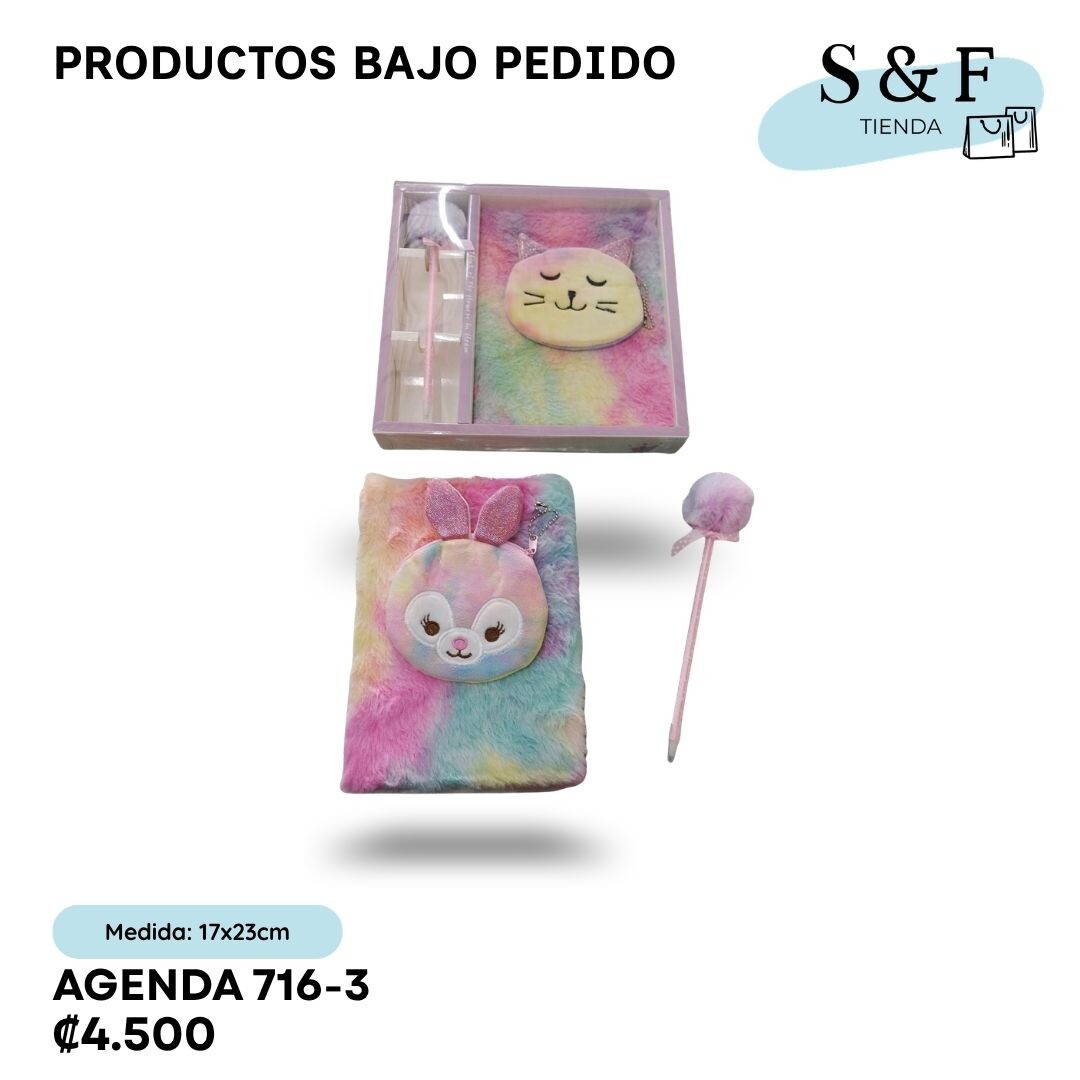 PRODUCTOS BAJO PEDIDO
S & F
TIENDA
Medida: 17x23cm
AGENDA 716-3
₡4.500